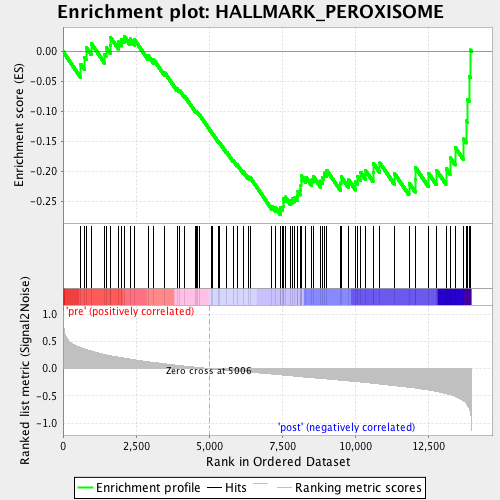 Enrichment plot: HALLMARK_PEROXISOME
Enrichment score (ES)
0.00
-0.05
-0.10
-0.15
-0.20
-0.25
'pre' (positively correlated)
Ranked list metric (Signal2Noise)
1.0
0.5
0.0
-0.5
-1.0
Zero cross at 5006
'post' (negatively correlated)
0
2,500
5,000
7,500
10,000
12,500
Rank in Ordered Dataset
Enrichment profile
Hits
Ranking metric scores